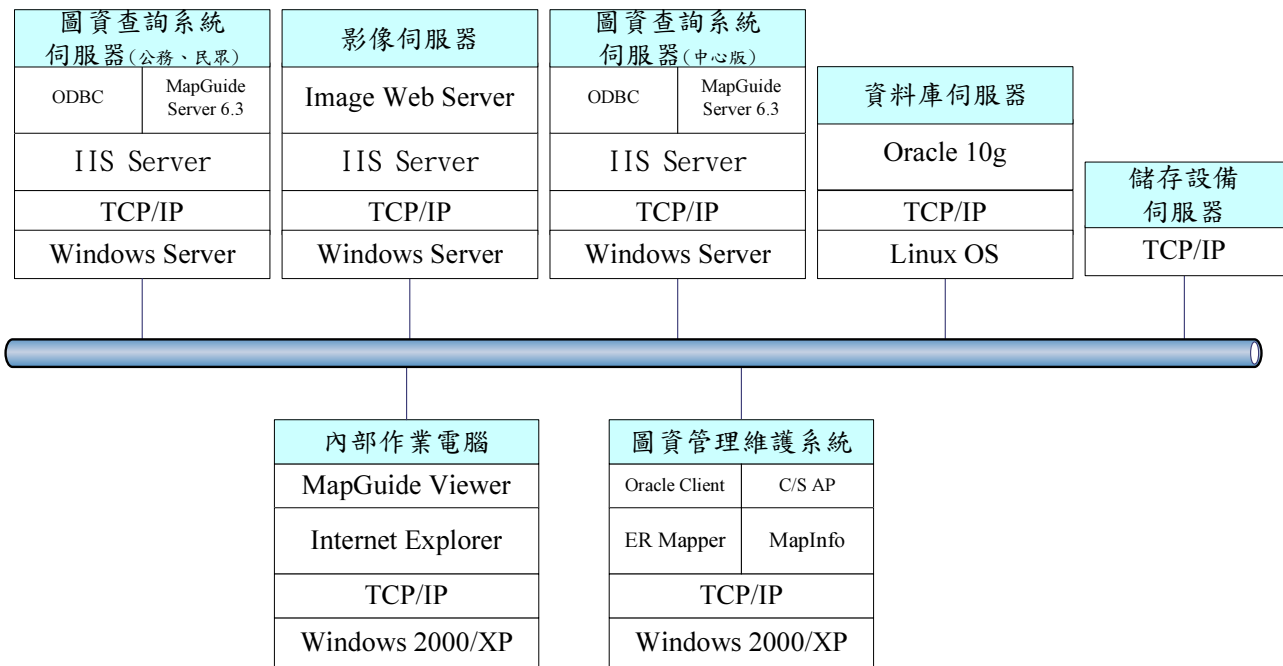 圖資查詢系統
伺服器(公務、民眾)
ODBC
MapGuide
Server 6.3
IIS Server
TCP/IP
Windows Server
影像伺服器
Image Web Server
IIS Server
TCP/IP
Windows Server
圖資查詢系統
伺服器(中心版)
ODBC
MapGuide
Server 6.3
IIS Server
TCP/IP
Windows Server
資料庫伺服器
Oracle 10g
TCP/IP
Linux OS
儲存設備
伺服器
TCP/IP
內部作業電腦
MapGuide Viewer
Internet Explorer
TCP/IP
Windows 2000/XP
圖資管理維護系統
Oracle Client
C/S AP
ER Mapper
MapInfo
TCP/IP
Windows 2000/XP